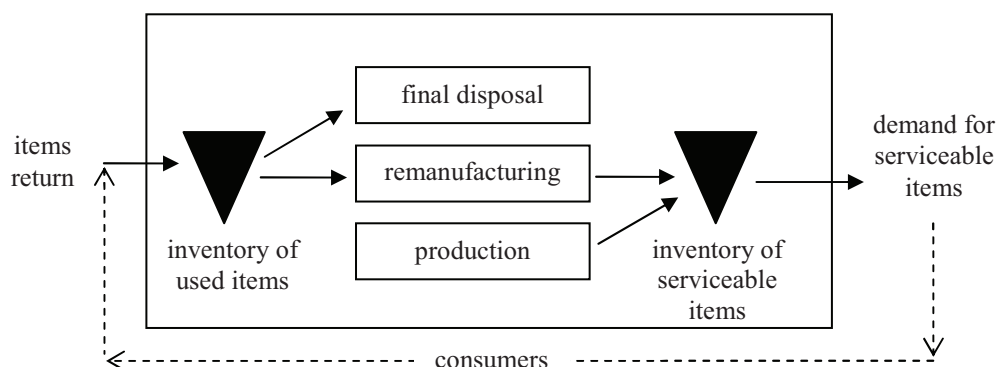 final disposal
items
return
remanufacturing
production
inventory of
used items
inventory of
serviceable
items
demand for
serviceable
items
consumers